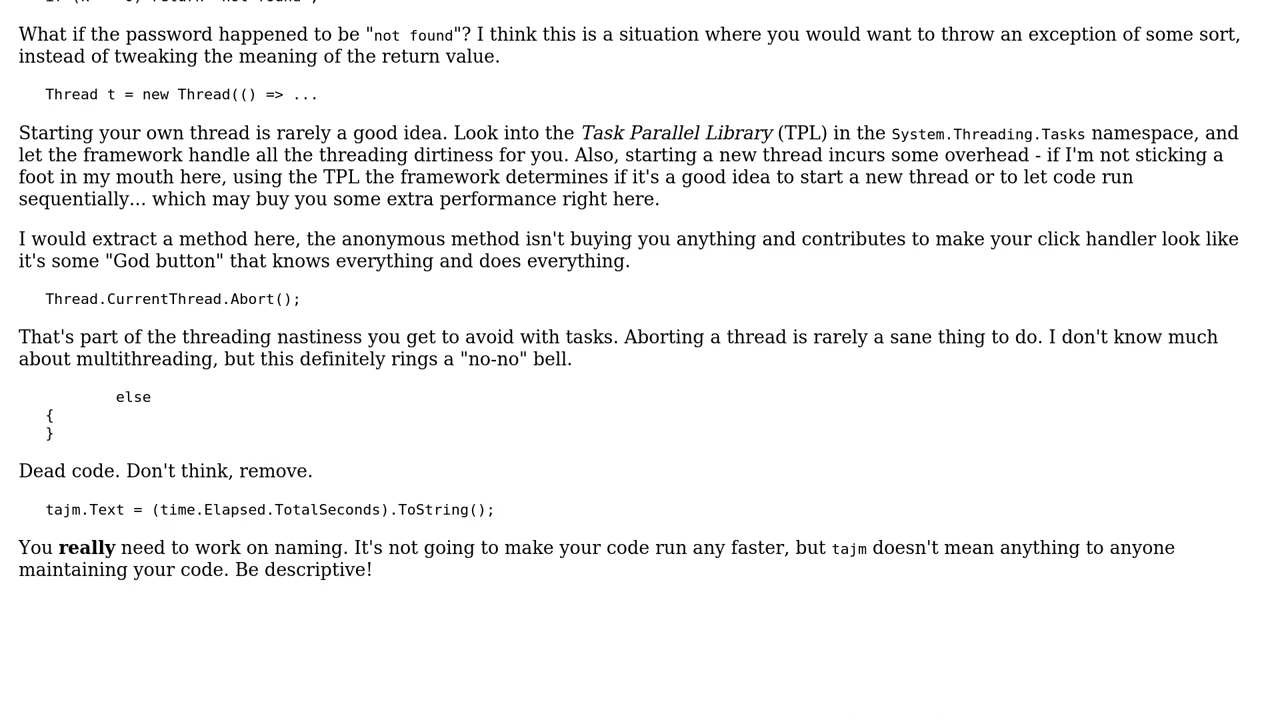 What if the password happened to be "not found"? I think this is a situation where you would want to throw an exception of some sort,
instead of tweaking the meaning of the return value.
Thread t = new Thread(() => ...
Starting your own thread is rarely a good idea. Look into the Task Parallel Library (TPL) in the System.Threading.Tasks namespace, and
let the framework handle all the threading dirtiness for you. Also, starting a new thread incurs some overhead - if I'm not sticking a
foot in my mouth here, using the TPL the framework determines if it's a good idea to start a new thread or to let code run
sequentially... which may buy you some extra performance right here.
I would extract a method here, the anonymous method isn't buying you anything and contributes to make your click handler look like
it's some "God button" that knows everything and does everything.
Thread.CurrentThread.Abort();
That's part of the threading nastiness you get to avoid with tasks. Aborting a thread is rarely a sane thing to do. I don't know much
about multithreading, but this definitely rings a "no-no" bell.
else
{
}
Dead code. Don't think, remove.
tajm.Text = (time.Elapsed.TotalSeconds).ToString();
You really need to work on naming. It's not going to make your code run any faster, but tajm doesn't mean anything to anyone
maintaining your code. Be descriptive!